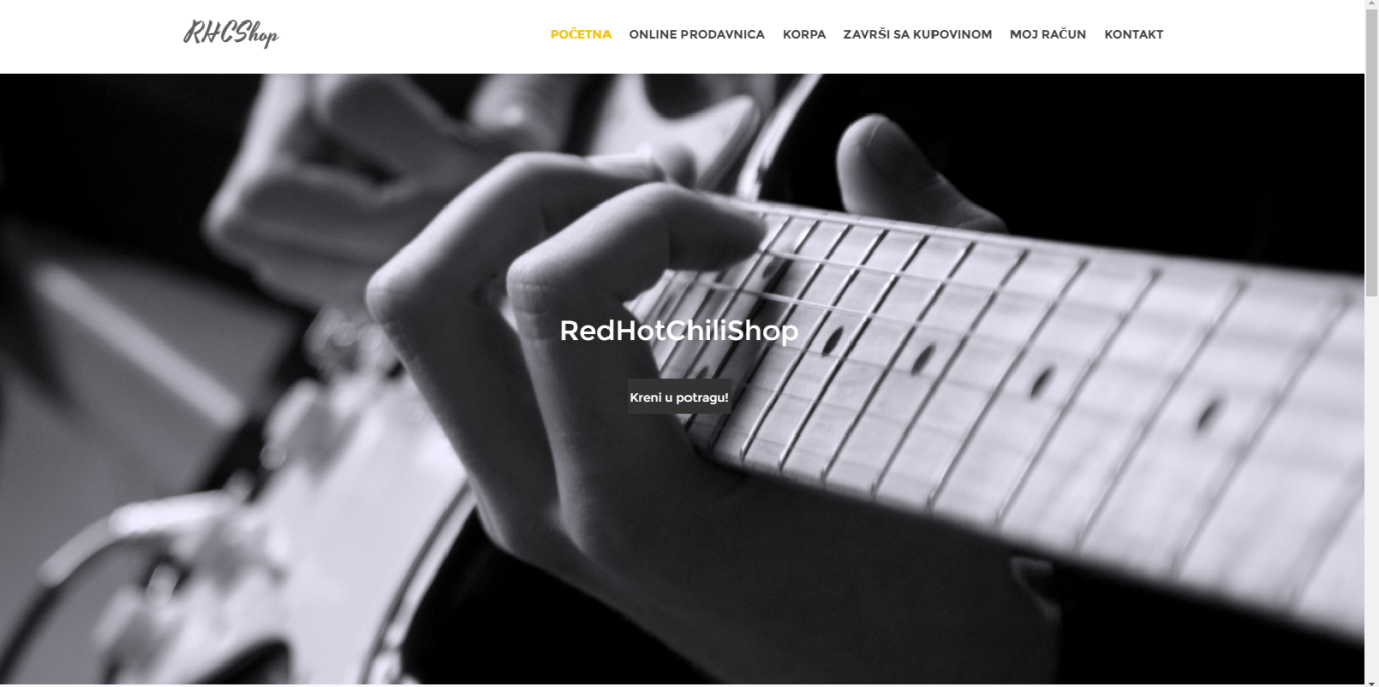 RHCShop
POČETNA ONLINE PRODAVNICA KORPA ZAVRŠI SA KUPOVINOM MOJ RAČUN KONTAKT
RedHotChiliShop
Kreni u potragu!